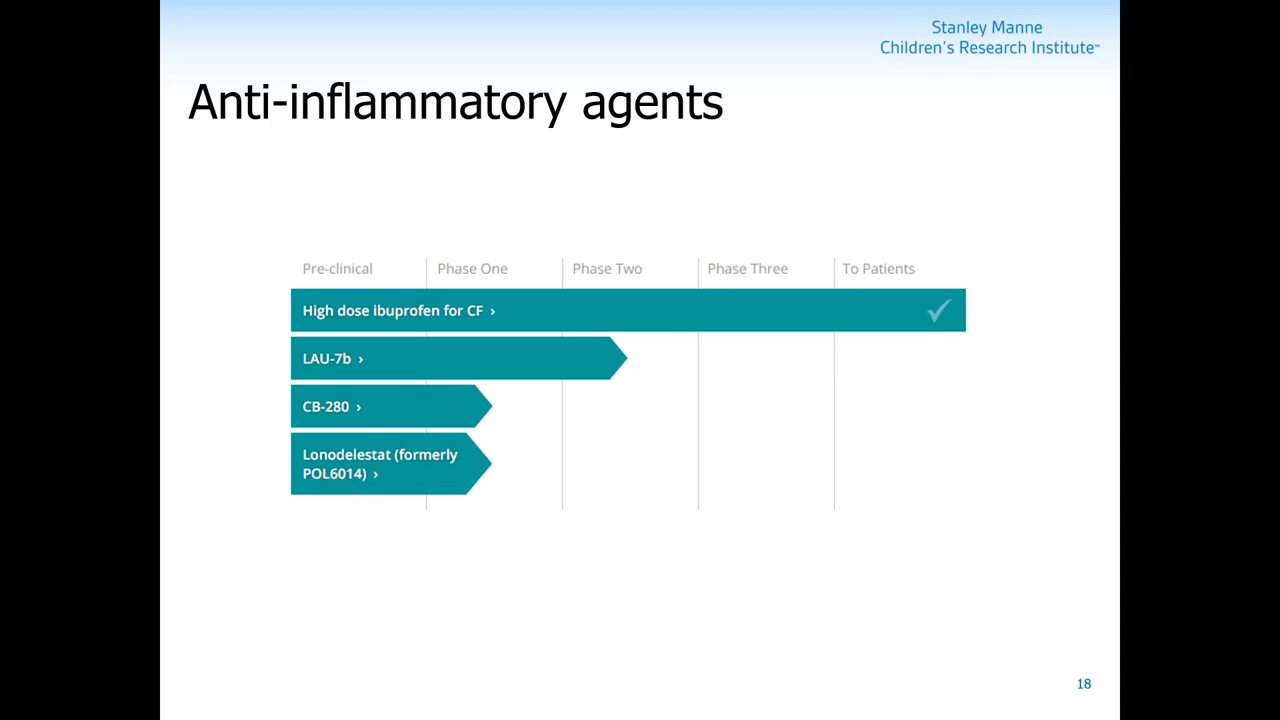 Stanley Manne
Children's Research Institute™
Anti-inflammatory agents
Pre-clinical
Phase One
Phase Two
Phase Three
To Patients
High dose ibuprofen for CF ›
LAU-7b ›
CB-280 ›
Lonodelestat (formerly
POL6014) ›
18